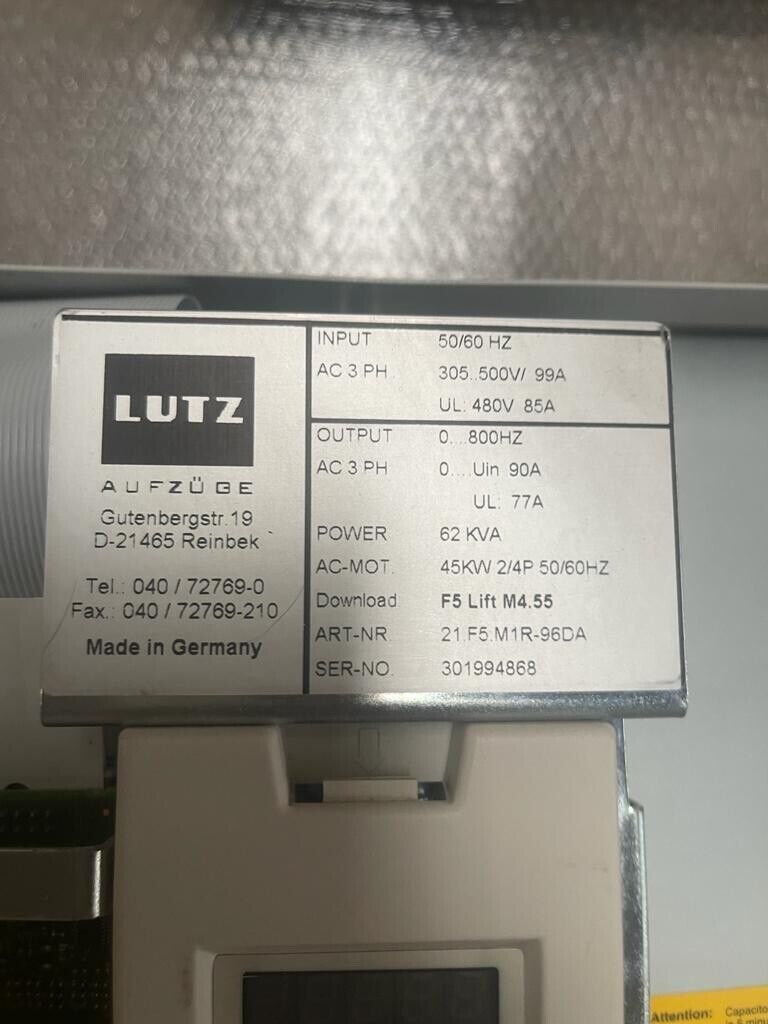 LUTZ
AUFZÜGE
Gutenbergstr.19
D-21465 Reinbek
Tel.: 040 / 72769-0
Fax.: 040 / 72769-210
Made in Germany
INPUT 50/60 HZ
AC 3 PH. 305..500V/ 99A
UL: 480V 85A
OUTPUT 0...800HZ
AC 3 PH 0....Uin 90A
UL: 77A
POWER 62 KVA
AC-MOT. 45KW 2/4P 50/60HZ
Download F5 Lift M4.55
ART-NR 21.F5.M1R-96DA
SER-NO. 301994868
Attention: